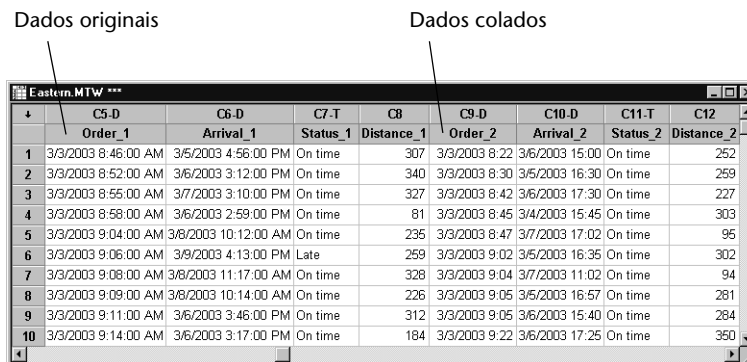 Dados originais Dados colados
Eastern.MTW ***
↓ C5-D C6-D C7-T C8 C9-D C10-D C11-T C12
Order_1 Arrival_1 Status_1 Distance_1 Order_2 Arrival_2 Status_2 Distance_2
1 3/3/2003 8:46:00 AM 3/5/2003 4:56:00 PM On time 307 3/3/2003 8:22 3/6/2003 15:00 On time 252
2 3/3/2003 8:52:00 AM 3/6/2003 3:12:00 PM On time 340 3/3/2003 8:30 3/5/2003 16:30 On time 259
3 3/3/2003 8:55:00 AM 3/7/2003 3:10:00 PM On time 327 3/3/2003 8:42 3/6/2003 17:30 On time 227
4 3/3/2003 8:58:00 AM 3/6/2003 2:59:00 PM On time 81 3/3/2003 8:45 3/4/2003 15:45 On time 303
5 3/3/2003 9:04:00 AM 3/8/2003 10:12:00 AM On time 235 3/3/2003 8:47 3/7/2003 17:02 On time 95
6 3/3/2003 9:06:00 AM 3/9/2003 4:13:00 PM Late 259 3/3/2003 9:02 3/5/2003 16:35 On time 302
7 3/3/2003 9:08:00 AM 3/8/2003 11:17:00 AM On time 328 3/3/2003 9:04 3/7/2003 11:02 On time 94
8 3/3/2003 9:09:00 AM 3/8/2003 10:14:00 AM On time 226 3/3/2003 9:05 3/5/2003 16:57 On time 281
9 3/3/2003 9:11:00 AM 3/6/2003 3:46:00 PM On time 312 3/3/2003 9:05 3/6/2003 15:40 On time 284
10 3/3/2003 9:14:00 AM 3/6/2003 3:17:00 PM On time 184 3/3/2003 9:22 3/6/2003 17:25 On time 350